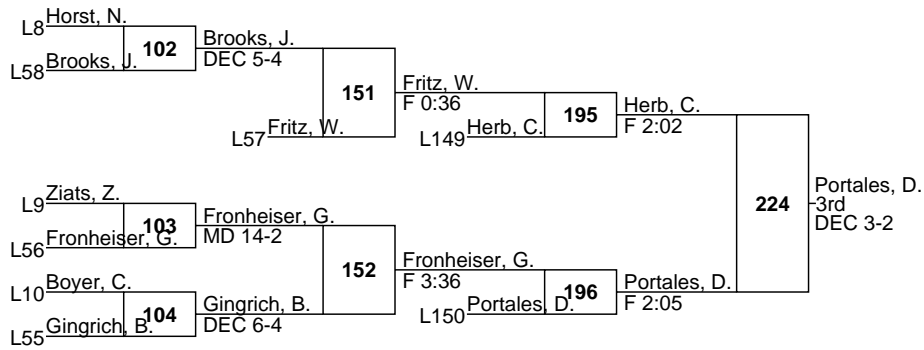 L8 Horst, N.
102
L58 Brooks, J.
Brooks, J.
DEC 5-4
151
L57 Fritz, W.
Fritz, W.
F 0:36
195
L149 Herb, C.
Herb, C.
F 2:02
L9 Ziats, Z.
103
L56 Fronheiser, G.
Fronheiser, G.
MD 14-2
152
L10 Boyer, C.
104
L55 Gingrich, B.
Gingrich, B.
DEC 6-4
Fronheiser, G.
F 3:36
196
L150 Portales, D.
Portales, D.
F 2:05
224
Portales, D.
3rd
DEC 3-2